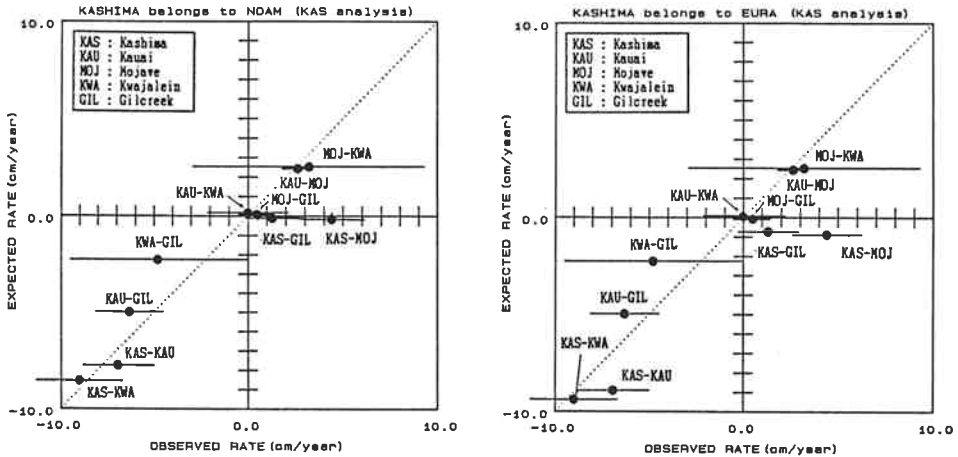 KASHIMA belongs to NDAM (KAS analysis)
10.0
KAS : Kashima
KAU : Kauai
MOJ : Mojave
KWA : Kwajalein
GIL : Gilcreek
EXPECTED RATE (cm/year)
MOJ-KWA
KAU-MOJ
KAU-KWA
MOJ-GIL
0.0
KAS-GIL
KAS-MOJ
KWA-GIL
KAU-GIL
KAS-KAU
KAS-KWA
-10.0
-10.0
0.0
10.0
OBSERVED RATE (cm/year)
KASHIMA belongs to EURA (KAS analysis)
10.0
KAS : Kashima
KAU : Kauai
MOJ : Mojave
KWA : Kwajalein
GIL : Gilcreek
EXPECTED RATE (cm/year)
MOJ-KWA
KAU-MOJ
KAU-KWA
MOJ-GIL
0.0
KAS-GIL
KAS-MOJ
KWA-GIL
KAU-GIL
KAS-KWA
KAS-KAU
-10.0
-10.0
0.0
10.0
OBSERVED RATE (cm/year)